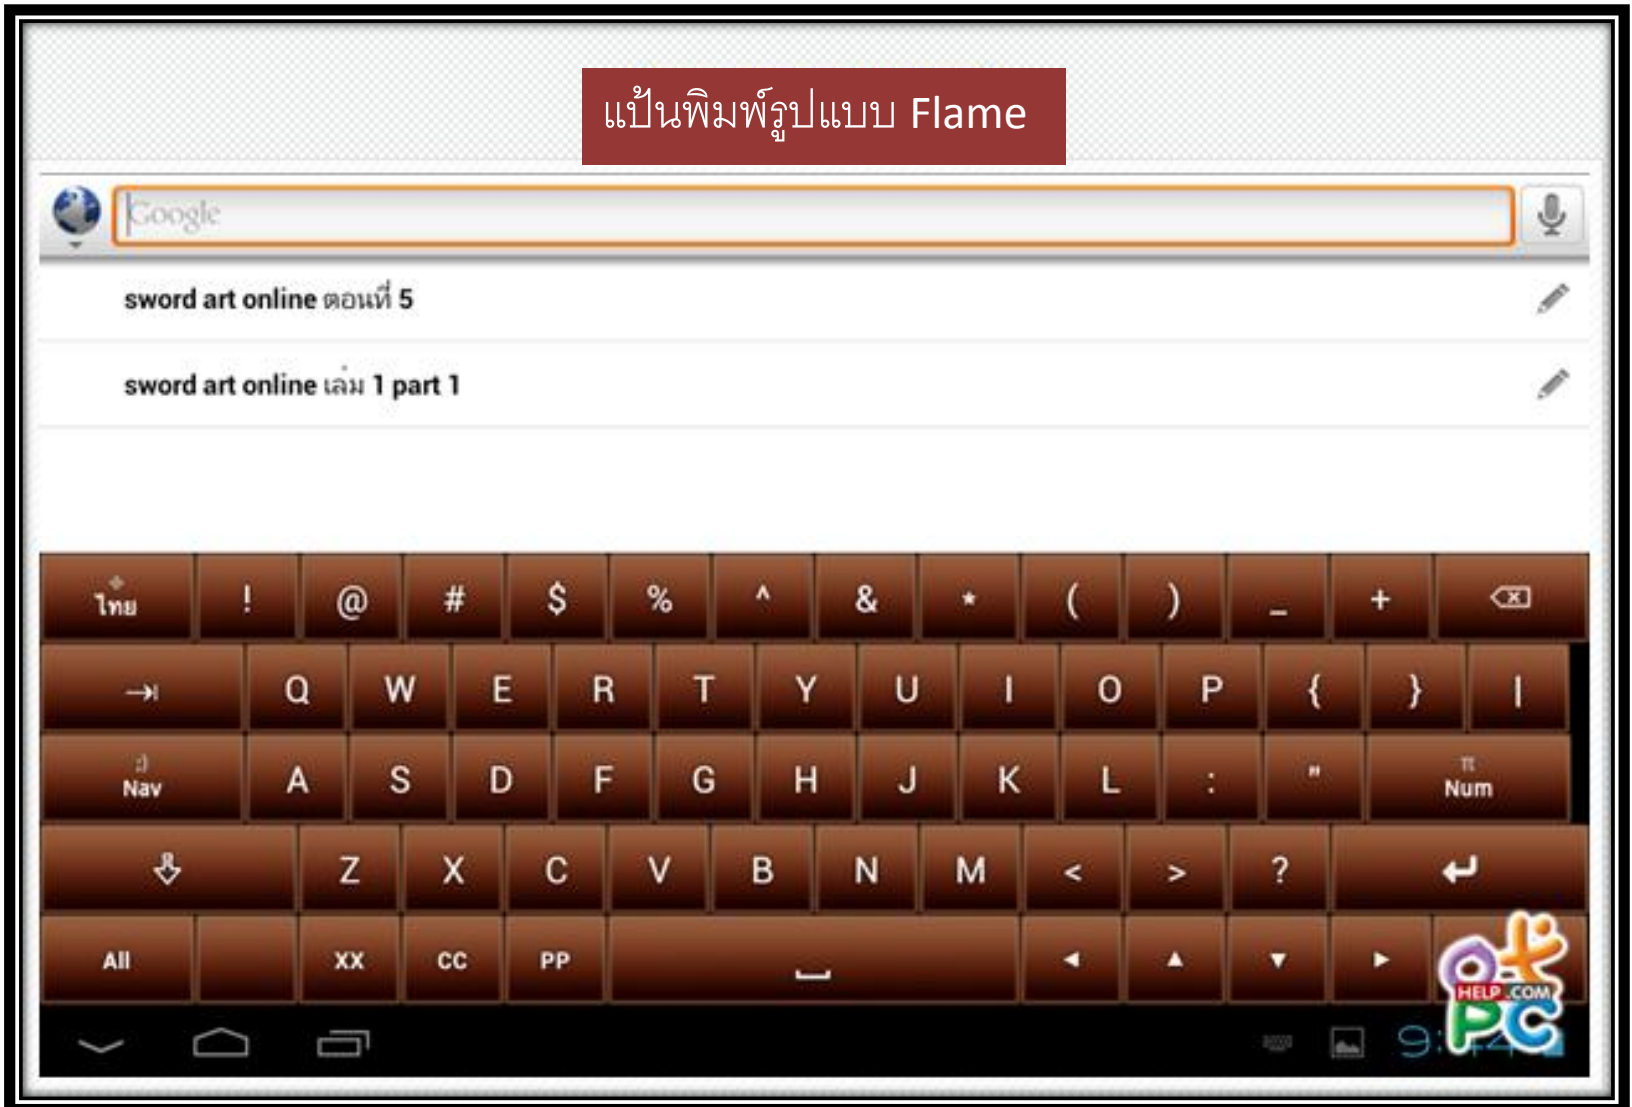 แป้นพิมพ์รูปแบบ Flame
Google
sword art online ตอนที่ 5
sword art online เล่ม 1 part 1
ไทย ! @ # $ % ^ & * ( ) _ +
Q W E R T Y U I O P { } |
:) Nav A S D F G H J K L : " π Num
Z X C V B N M < > ?
All XX CC PP
HELP.COM
PC